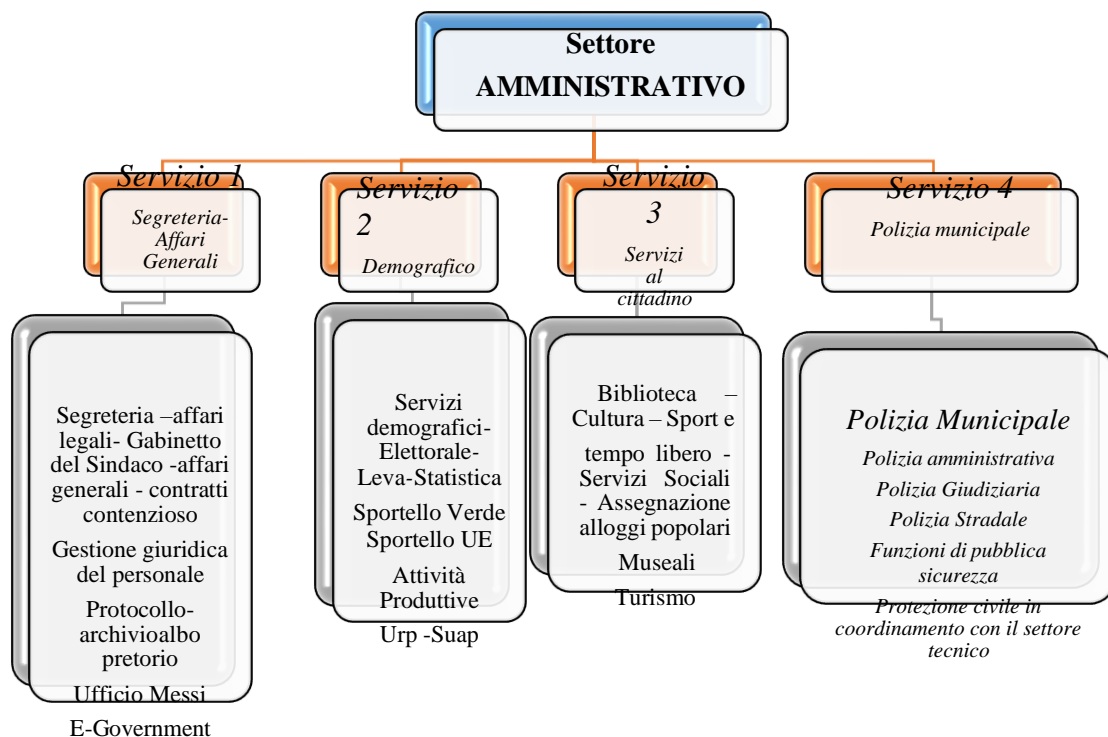 Settore
AMMINISTRATIVO
Servizio 1
Segreteria-
Affari
Generali
Servizio
2
Demografico
Servizio
3
Servizi
al
cittadino
Servizio 4
Polizia municipale
Segreteria –affari
legali- Gabinetto
del Sindaco -affari
generali - contratti
contenzioso
Gestione giuridica
del personale
Protocollo-
archivioalbo
pretorio
Ufficio Messi
E-Government
Servizi
demografici-
Elettorale-
Leva-Statistica
Sportello Verde
Sportello UE
Attività
Produttive
Urp -Suap
Biblioteca –
Cultura – Sport e
tempo libero -
Servizi Sociali
- Assegnazione
alloggi popolari
Museali
Turismo
Polizia Municipale
Polizia amministrativa
Polizia Giudiziaria
Polizia Stradale
Funzioni di pubblica
sicurezza
Protezione civile in
coordinamento con il settore
tecnico